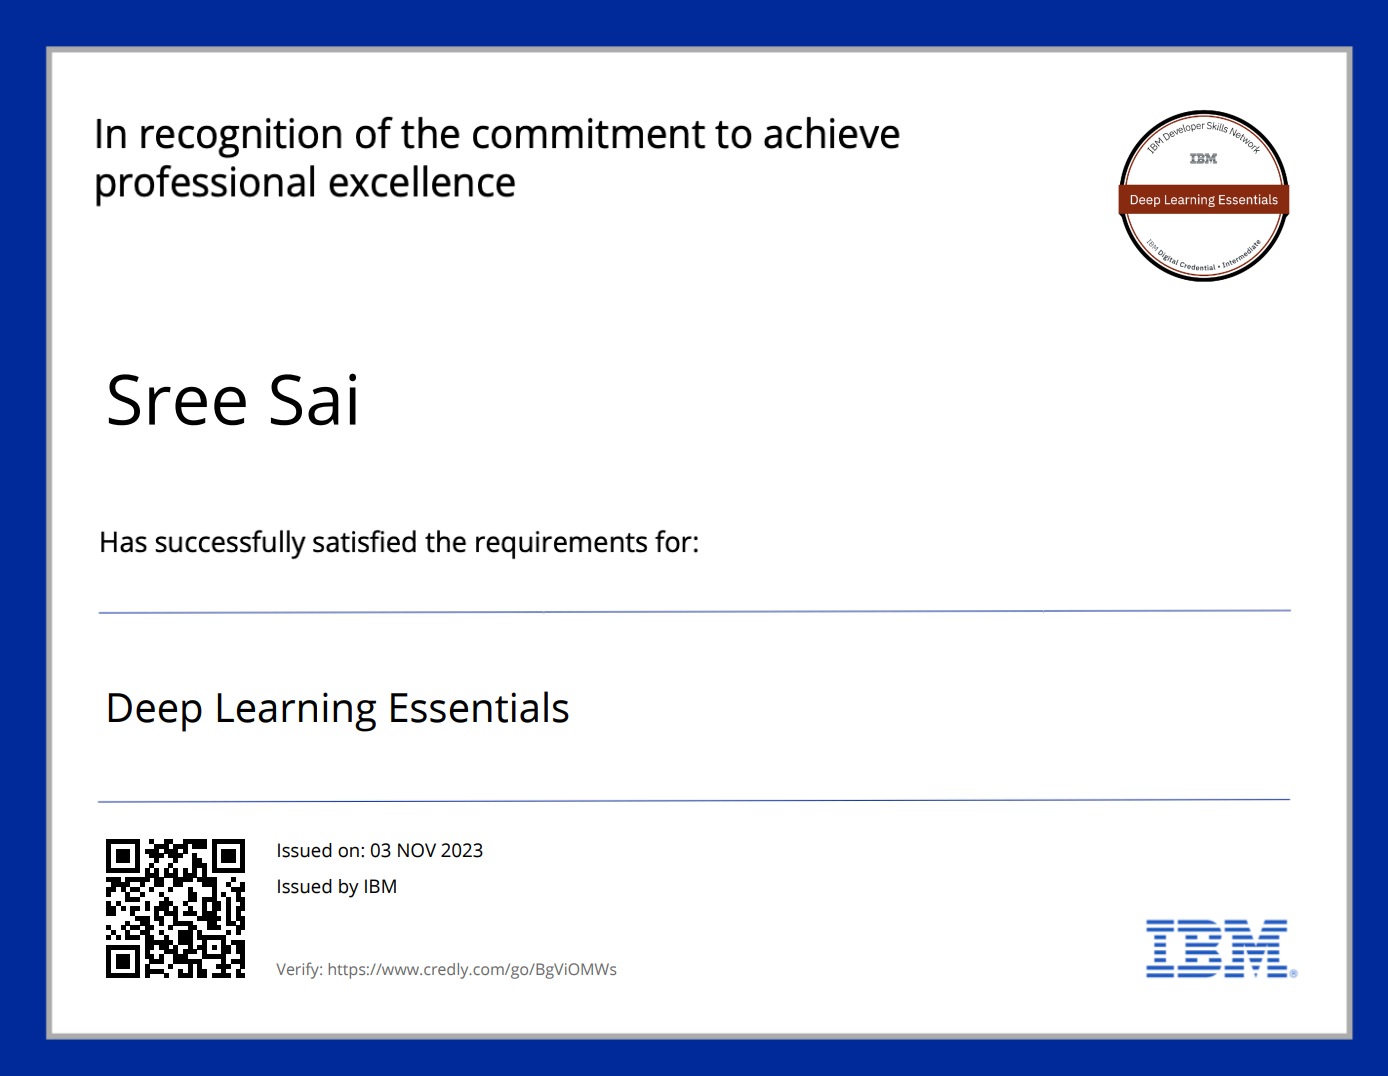 In recognition of the commitment to achieve
professional excellence
IBM Developer Skills Network
IBM
Deep Learning Essentials
IBM Digital Credential • Intermediate
Sree Sai
Has successfully satisfied the requirements for:
Deep Learning Essentials
Issued on: 03 NOV 2023
Issued by IBM
Verify: https://www.credly.com/go/BgViOMWs
IBM®